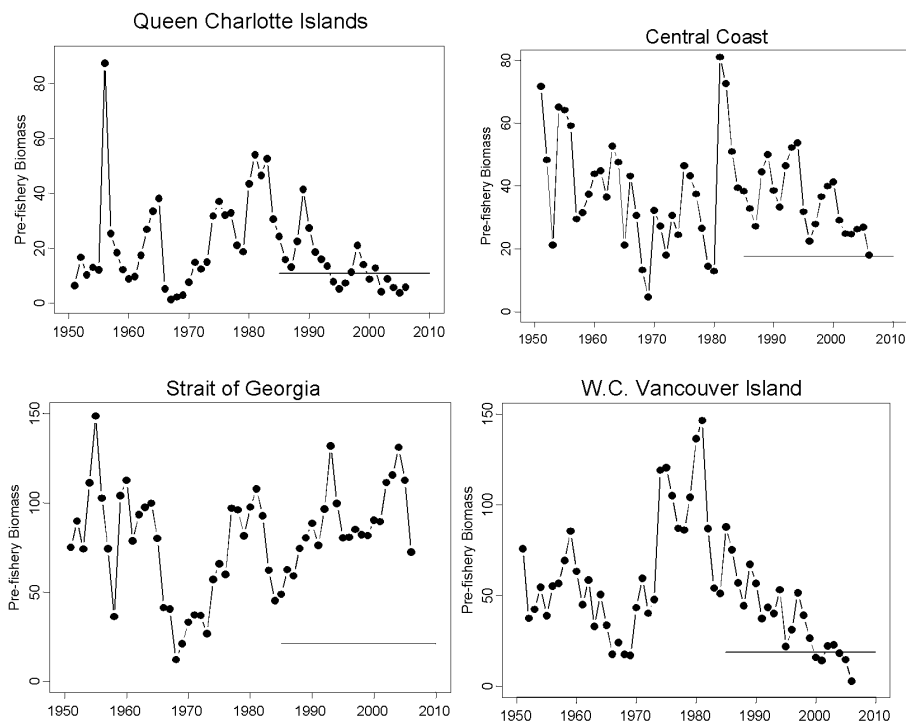 Queen Charlotte Islands
Pre-fishery Biomass
80
60
40
20
0
1950 1960 1970 1980 1990 2000 2010
Central Coast
Pre-fishery Biomass
80
60
40
20
0
1950 1960 1970 1980 1990 2000 2010
Strait of Georgia
Pre-fishery Biomass
150
100
50
0
1950 1960 1970 1980 1990 2000 2010
W.C. Vancouver Island
Pre-fishery Biomass
150
100
50
0
1950 1960 1970 1980 1990 2000 2010